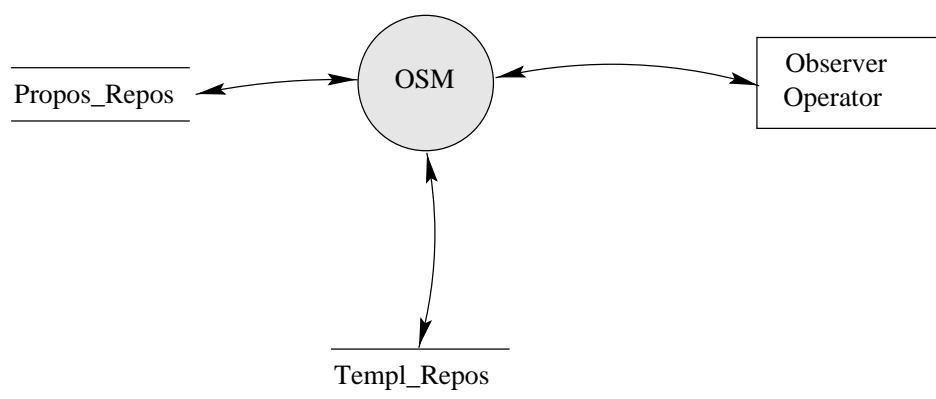 OSM
Observer
Operator
Propos_Repos
Templ_Repos